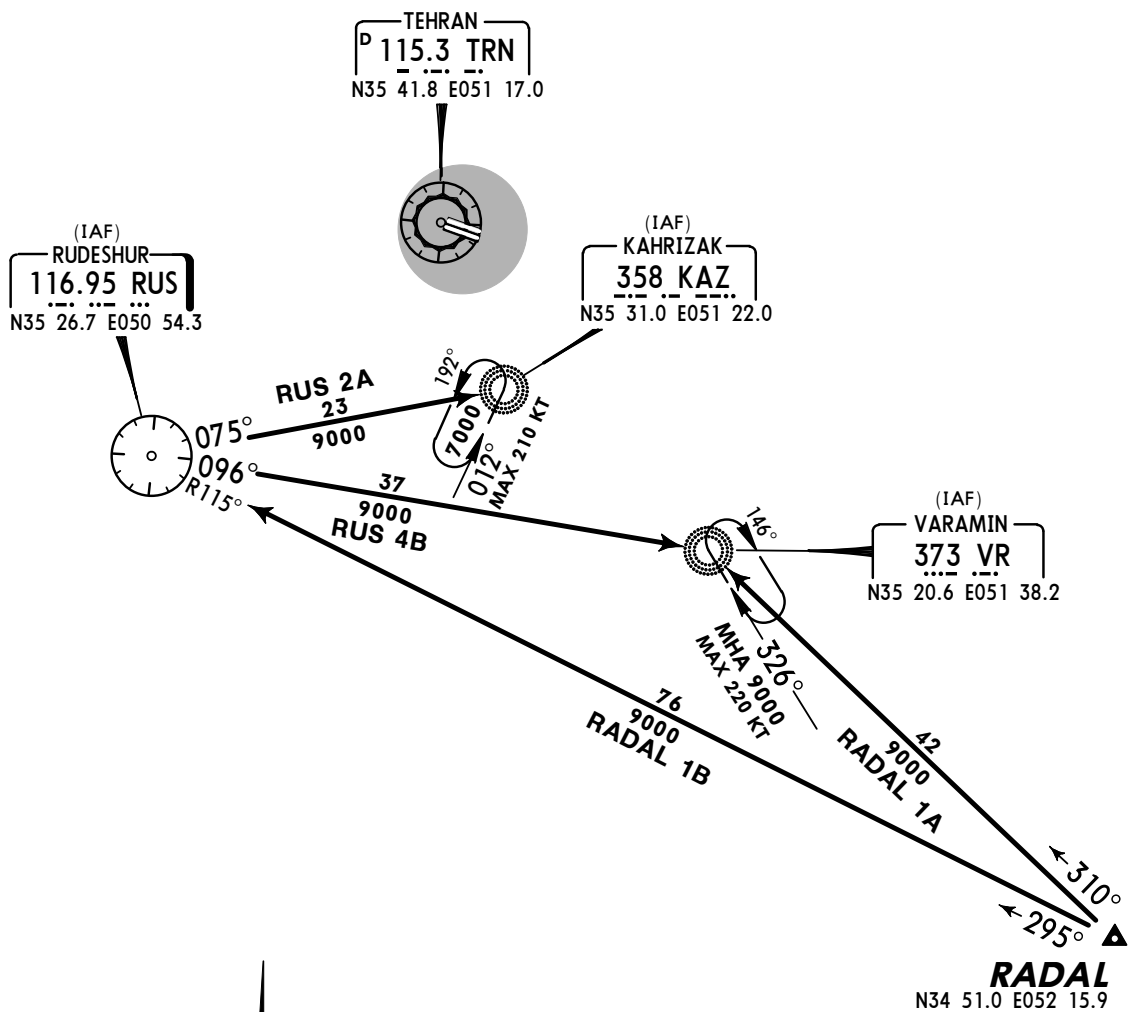 TEHRAN
D 115.3 TRN
N35 41.8 E051 17.0
(IAF)
RUDESHUR
116.95 RUS
N35 26.7 E050 54.3
(IAF)
KAHRIZAK
358 KAZ
N35 31.0 E051 22.0
RUS 2A
23
9000
075°
192°
7000
012°
MAX 210 KT
096°
R115°
37
9000
RUS 4B
(IAF)
VARAMIN
373 VR
N35 20.6 E051 38.2
146°
326°
MHA 9000
MAX 220 KT
76
9000
RADAL 1B
42
9000
RADAL 1A
310°
295°
RADAL
N34 51.0 E052 15.9